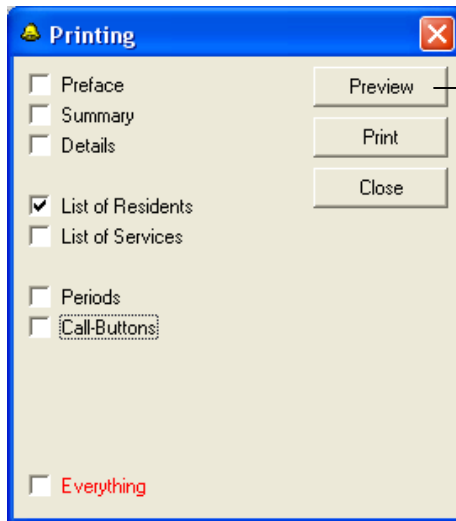 Printing
Preface
Summary
Details
List of Residents
List of Services
Periods
Call-Buttons
Everything
Preview
Print
Close